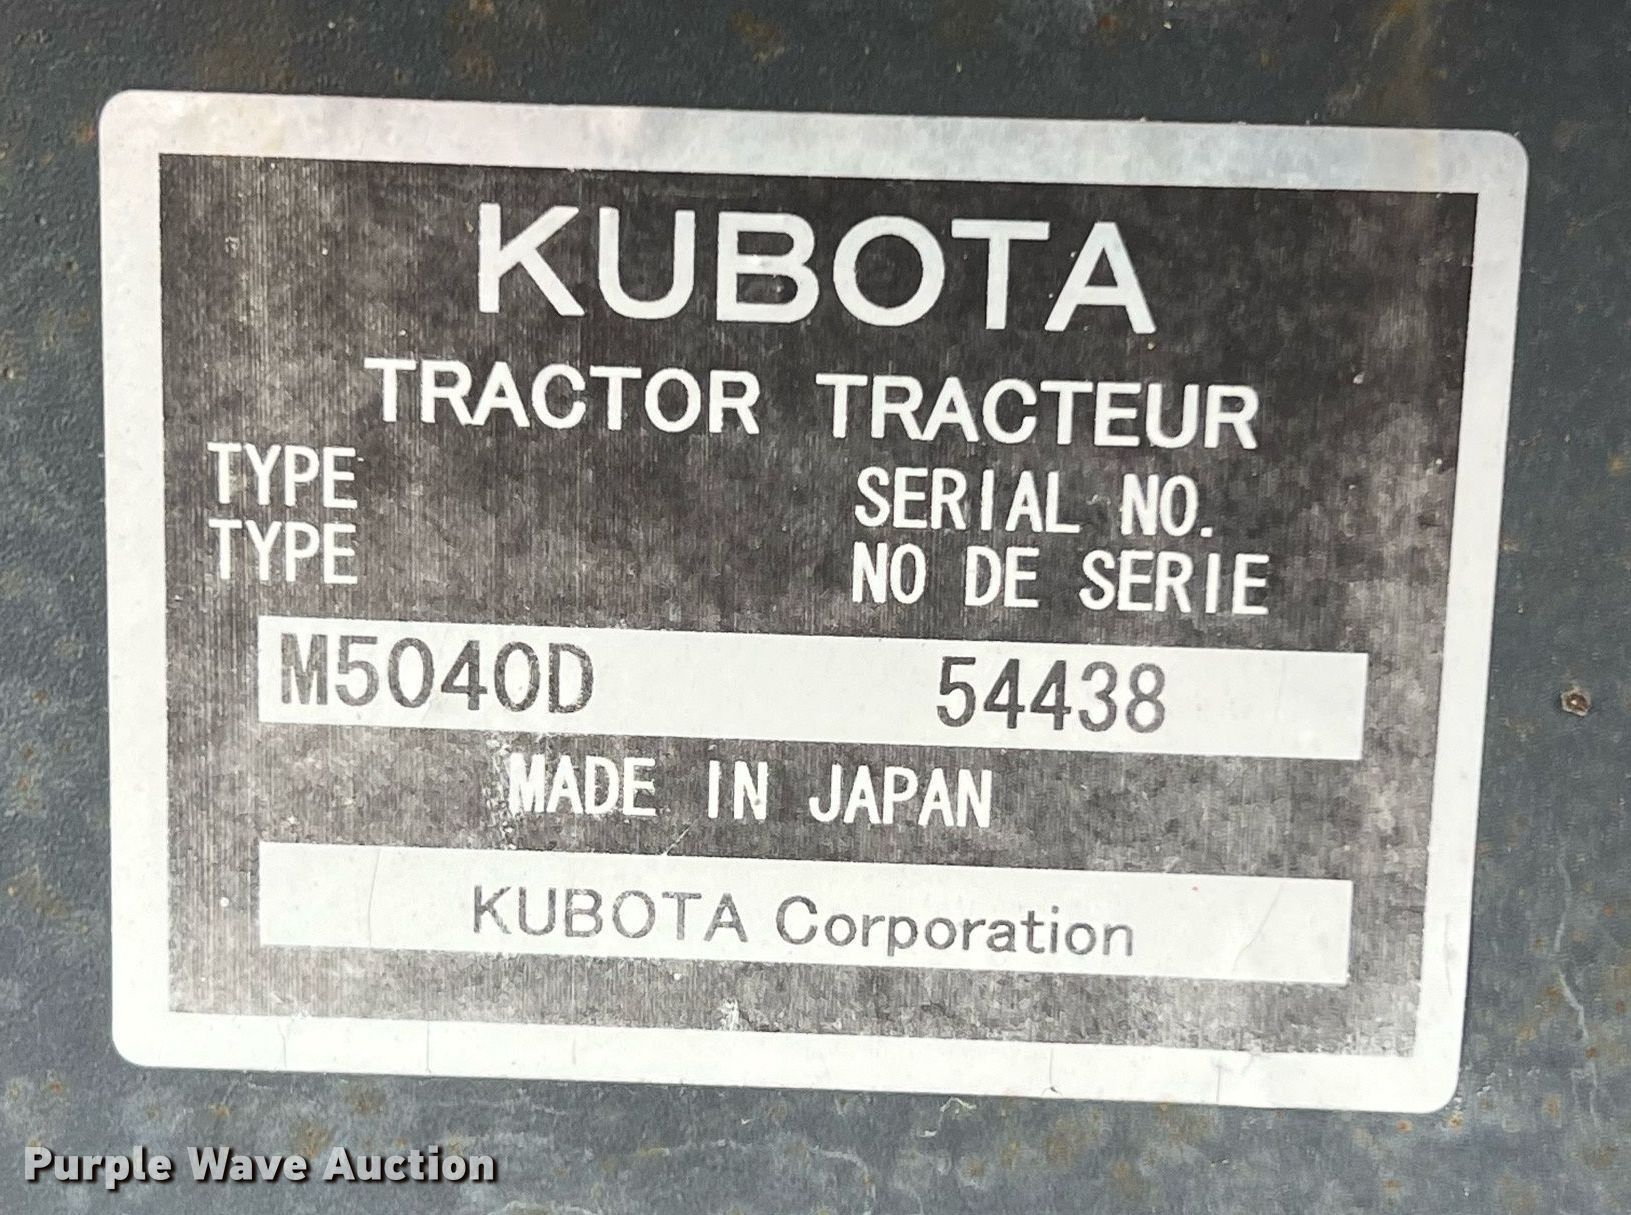 KUBOTA
TRACTOR TRACTEUR
TYPE SERIAL NO.
TYPE NO DE SERIE
M5040D 54438
MADE IN JAPAN
KUBOTA Corporation
Purple Wave Auction